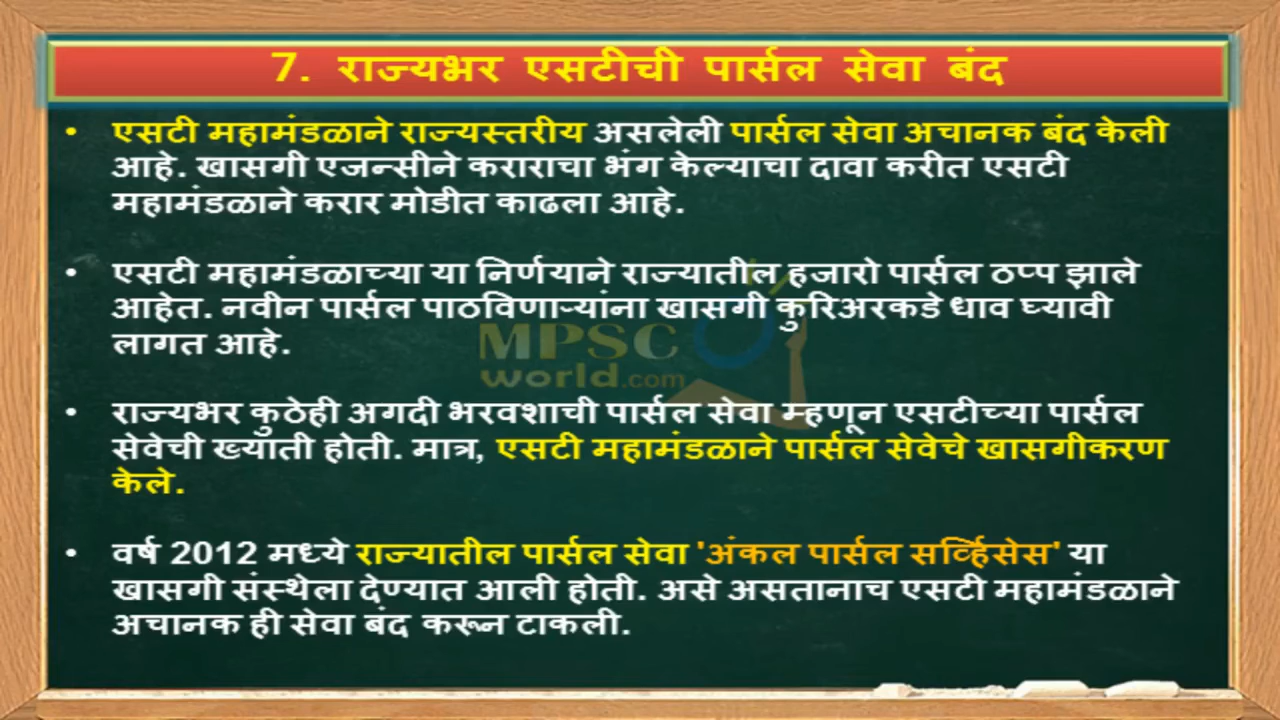 7. राज्यभर एसटीची पार्सल सेवा बंद
• एसटी महामंडळाने राज्यस्तरीय असलेली पार्सल सेवा अचानक बंद केली
आहे. खासगी एजन्सीने कराराचा भंग केल्याचा दावा करीत एसटी
महामंडळाने करार मोडीत काढला आहे.
• एसटी महामंडळाच्या या निर्णयाने राज्यातील हजारो पार्सल ठप्प झाले
आहेत. नवीन पार्सल पाठविणाऱ्यांना खासगी कुरिअरकडे धाव घ्यावी
लागत आहे.
MPSC
world.com
• राज्यभर कुठेही अगदी भरवशाची पार्सल सेवा म्हणून एसटीच्या पार्सल
सेवेची ख्याती होती. मात्र, एसटी महामंडळाने पार्सल सेवेचे खासगीकरण
केले.
• वर्ष 2012 मध्ये राज्यातील पार्सल सेवा 'अंकल पार्सल सर्व्हिसेस' या
खासगी संस्थेला देण्यात आली होती. असे असतानाच एसटी महामंडळाने
अचानक ही सेवा बंद करून टाकली.